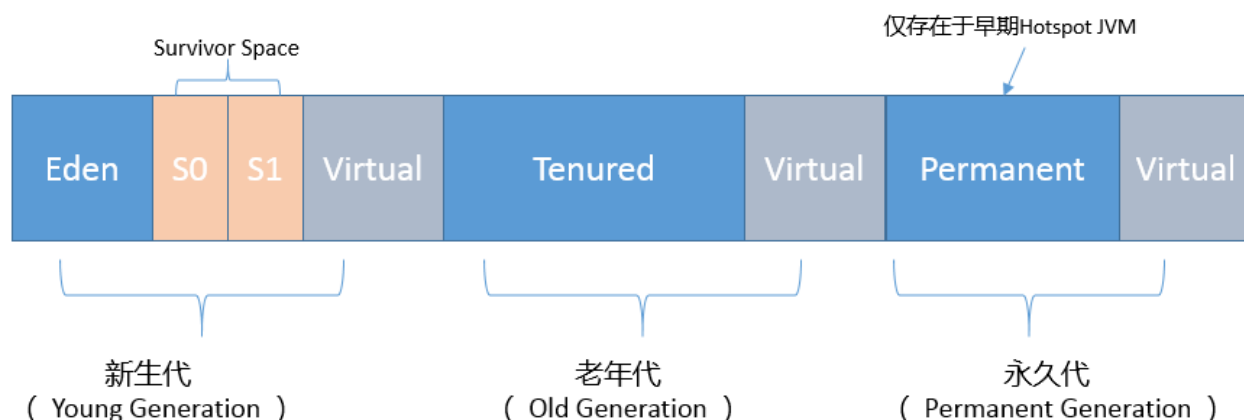 仅存在于早期Hotspot JVM
Survivor Space
Eden
S0
S1
Virtual
Tenured
Virtual
Permanent
Virtual
新生代
( Young Generation )
老年代
( Old Generation )
永久代
( Permanent Generation )